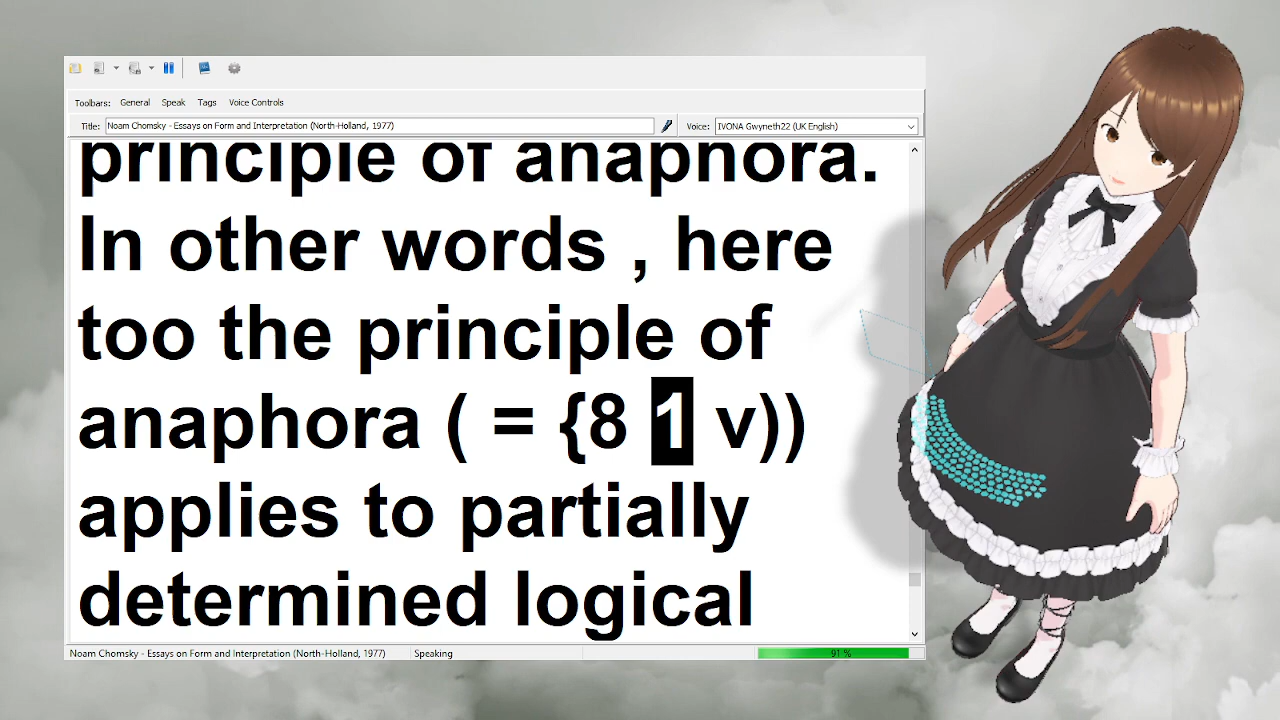 Toolbars: General Speak Tags Voice Controls
Title: Noam Chomsky - Essays on Form and Interpretation (North-Holland, 1977) Voice: IVONA Gwyneth22 (UK English)
principle of anaphora.
In other words , here
too the principle of
anaphora ( = {8 1 v))
applies to partially
determined logical
Noam Chomsky - Essays on Form and Interpretation (North-Holland, 1977) Speaking 91 %